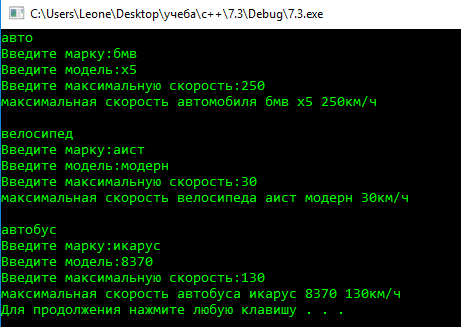 C:\Users\Leone\Desktop\учеба\c++\7.3\Debug\7.3.exe
авто
Введите марку:бмв
Введите модель:х5
Введите максимальную скорость:250
максимальная скорость автомобиля бмв х5 250км/ч
велосипед
Введите марку:аист
Введите модель:модерн
Введите максимальную скорость:30
максимальная скорость велосипеда аист модерн 30км/ч
автобус
Введите марку:икарус
Введите модель:8370
Введите максимальную скорость:130
максимальная скорость автобуса икарус 8370 130км/ч
Для продолжения нажмите любую клавишу . . .